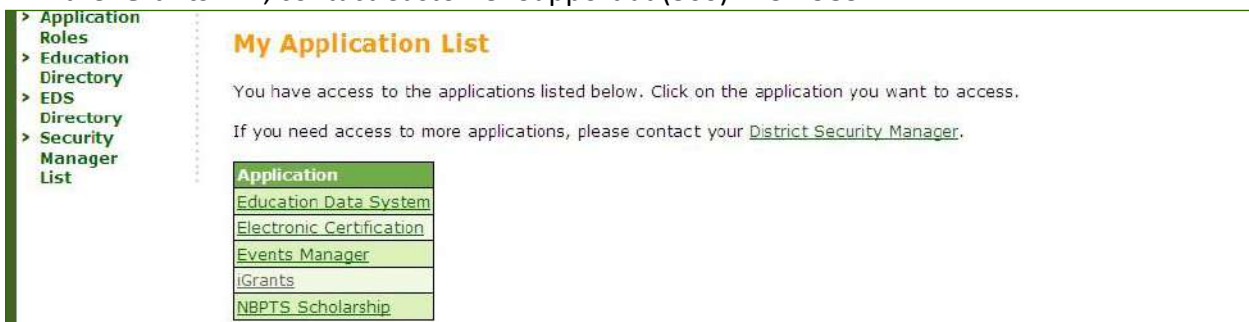 > Application
Roles
> Education
Directory
> EDS
Directory
> Security
Manager
List
My Application List
You have access to the applications listed below. Click on the application you want to access.
If you need access to more applications, please contact your District Security Manager.
Application
Education Data System
Electronic Certification
Events Manager
iGrants
NBPTS Scholarship